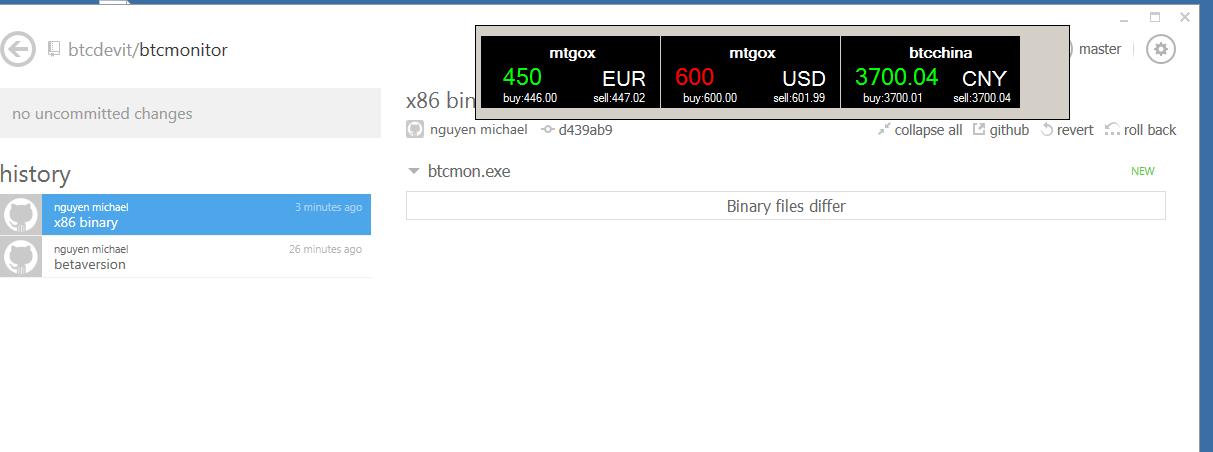 btcdevit/btcmonitor
master
mtgox
450 EUR
buy:446.00 sell:447.02
mtgox
600 USD
buy:600.00 sell:601.99
btcchina
3700.04 CNY
buy:3700.01 sell:3700.04
no uncommitted changes
history
nguyen michael 3 minutes ago
x86 binary
nguyen michael 26 minutes ago
betaversion
x86 bin
nguyen michael d439ab9
collapse all github revert roll back
btcmon.exe NEW
Binary files differ